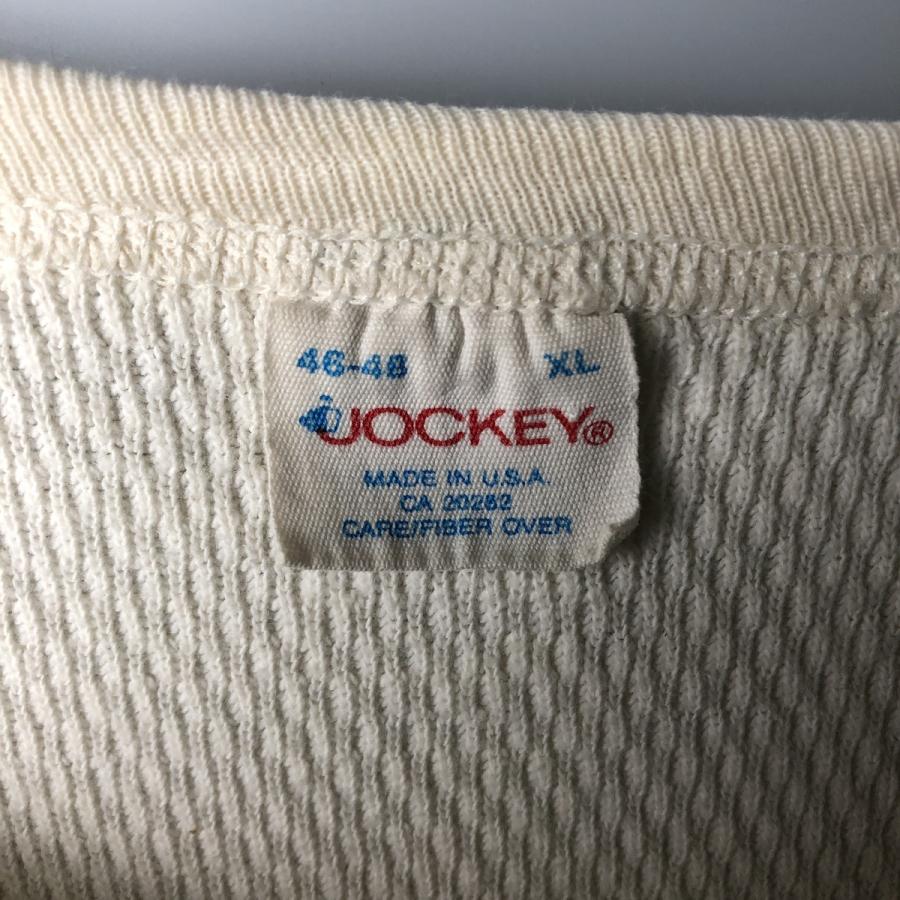 46-48 XL
JOCKEY®
MADE IN U.S.A.
CA 20282
CARE/FIBER OVER